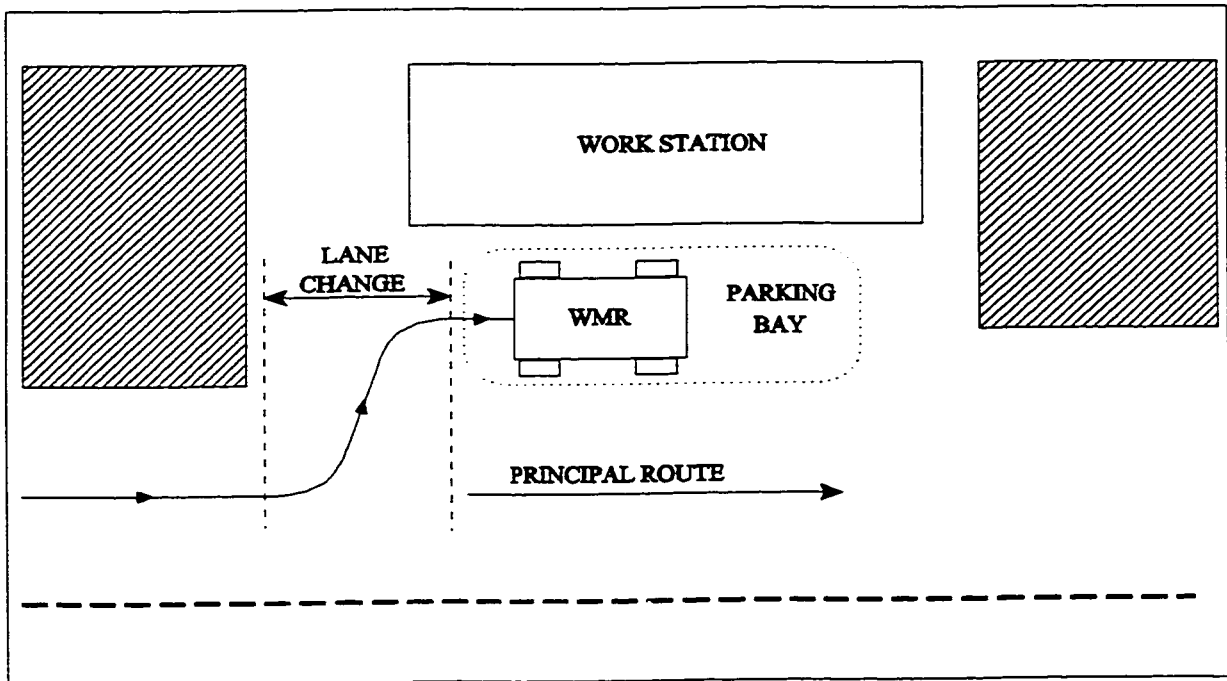 WORK STATION
LANE
CHANGE
WMR
PARKING
BAY
PRINCIPAL ROUTE